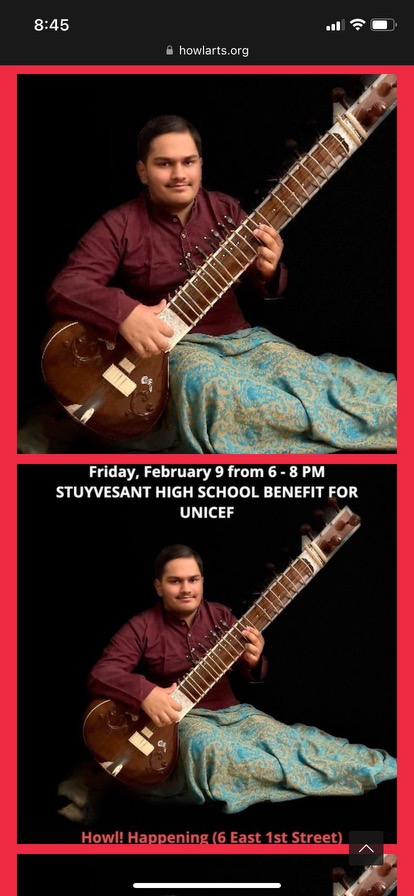 8:45
howlarts.org
Friday, February 9 from 6 - 8 PM
STUYVESANT HIGH SCHOOL BENEFIT FOR
UNICEF
Howl! Happening (6 East 1st Street)